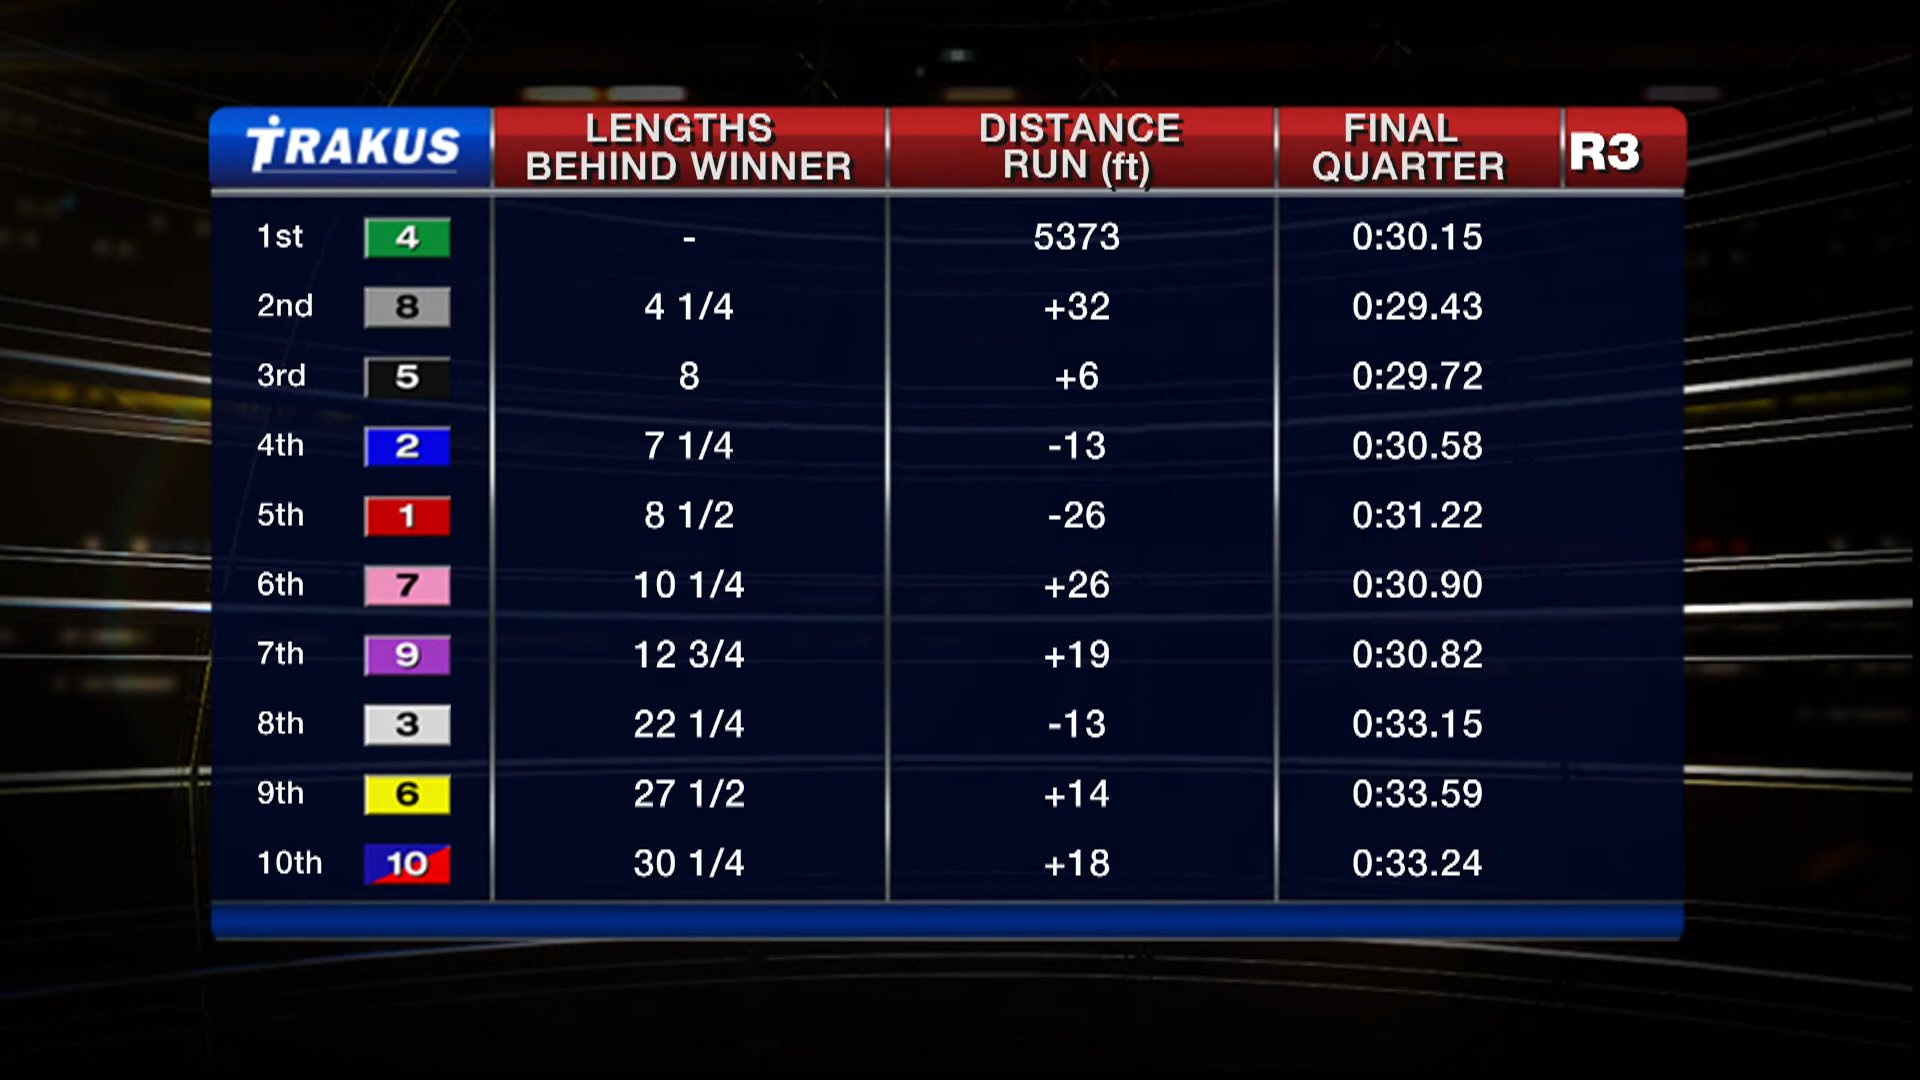 TRAKUS
LENGTHS BEHIND WINNER
DISTANCE RUN (ft)
FINAL QUARTER
R3
1st 4 - 5373 0:30.15
2nd 8 4 1/4 +32 0:29.43
3rd 5 8 +6 0:29.72
4th 2 7 1/4 -13 0:30.58
5th 1 8 1/2 -26 0:31.22
6th 7 10 1/4 +26 0:30.90
7th 9 12 3/4 +19 0:30.82
8th 3 22 1/4 -13 0:33.15
9th 6 27 1/2 +14 0:33.59
10th 10 30 1/4 +18 0:33.24